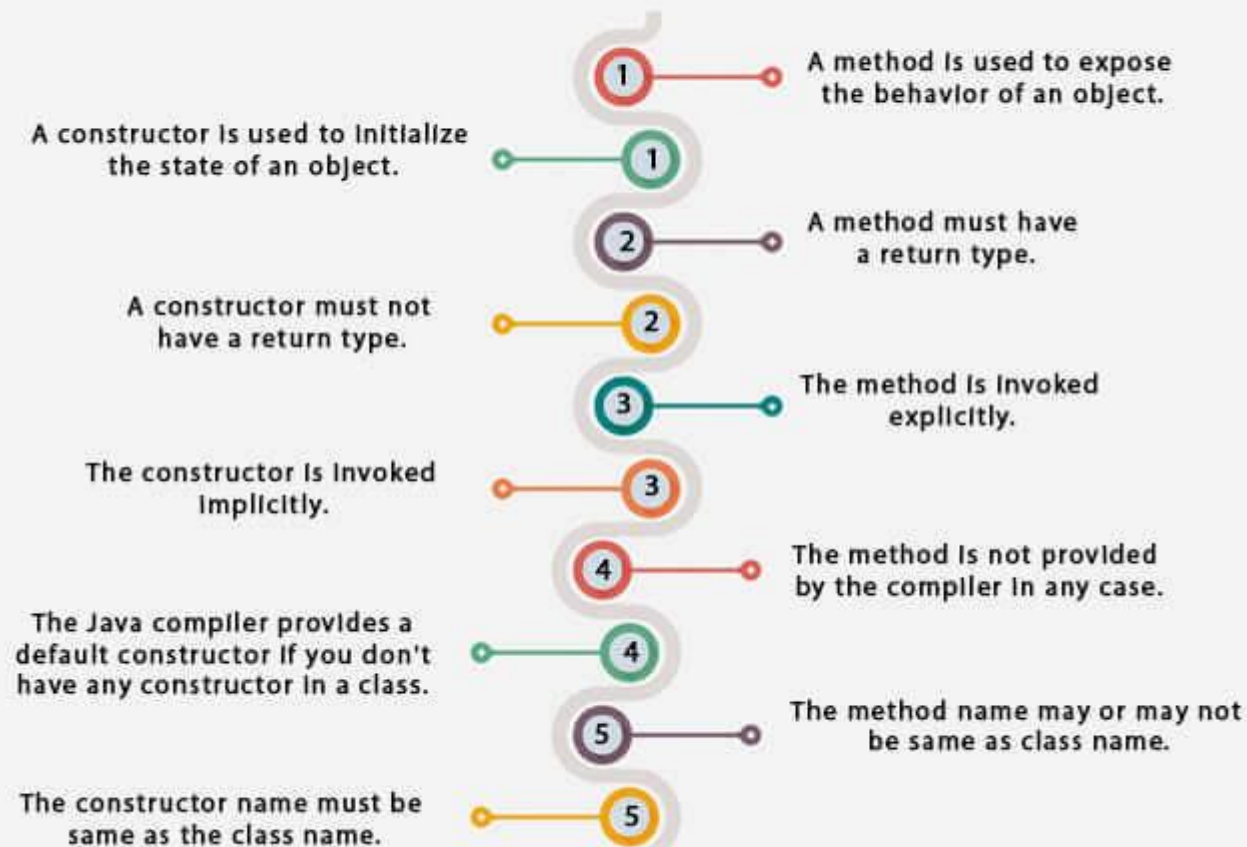 1
A method is used to expose
the behavior of an object.
A constructor is used to initialize
the state of an object.
1
2
A method must have
a return type.
A constructor must not
have a return type.
2
3
The method is invoked
explicitly.
The constructor is invoked
implicitly.
3
4
The method is not provided
by the compiler in any case.
The Java compiler provides a
default constructor if you don't
have any constructor in a class.
4
5
The method name may or may not
be same as class name.
The constructor name must be
same as the class name.
5